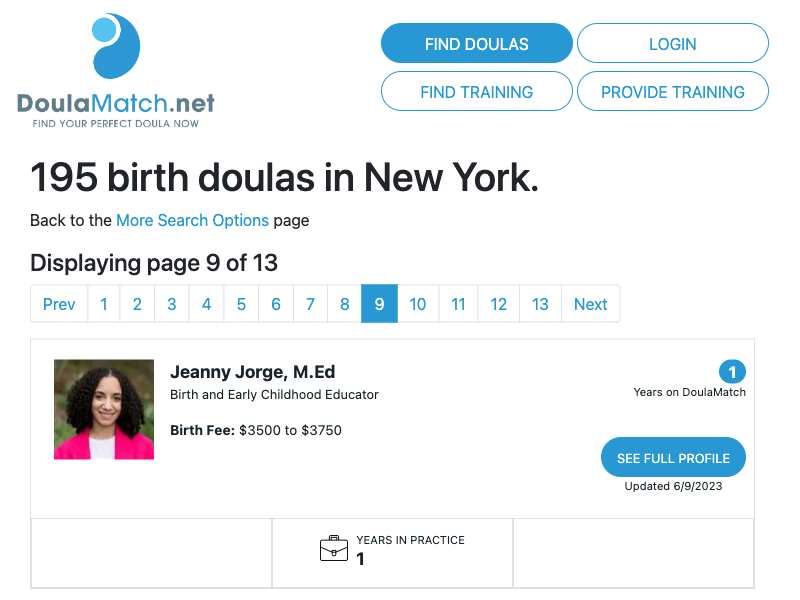 FIND DOULAS
LOGIN
FIND TRAINING
PROVIDE TRAINING
DoulaMatch.net
FIND YOUR PERFECT DOULA NOW
195 birth doulas in New York.
Back to the More Search Options page
Displaying page 9 of 13
Prev 1 2 3 4 5 6 7 8 9 10 11 12 13 Next
Jeanny Jorge, M.Ed
Birth and Early Childhood Educator
Birth Fee: $3500 to $3750
1
Years on DoulaMatch
SEE FULL PROFILE
Updated 6/9/2023
YEARS IN PRACTICE
1